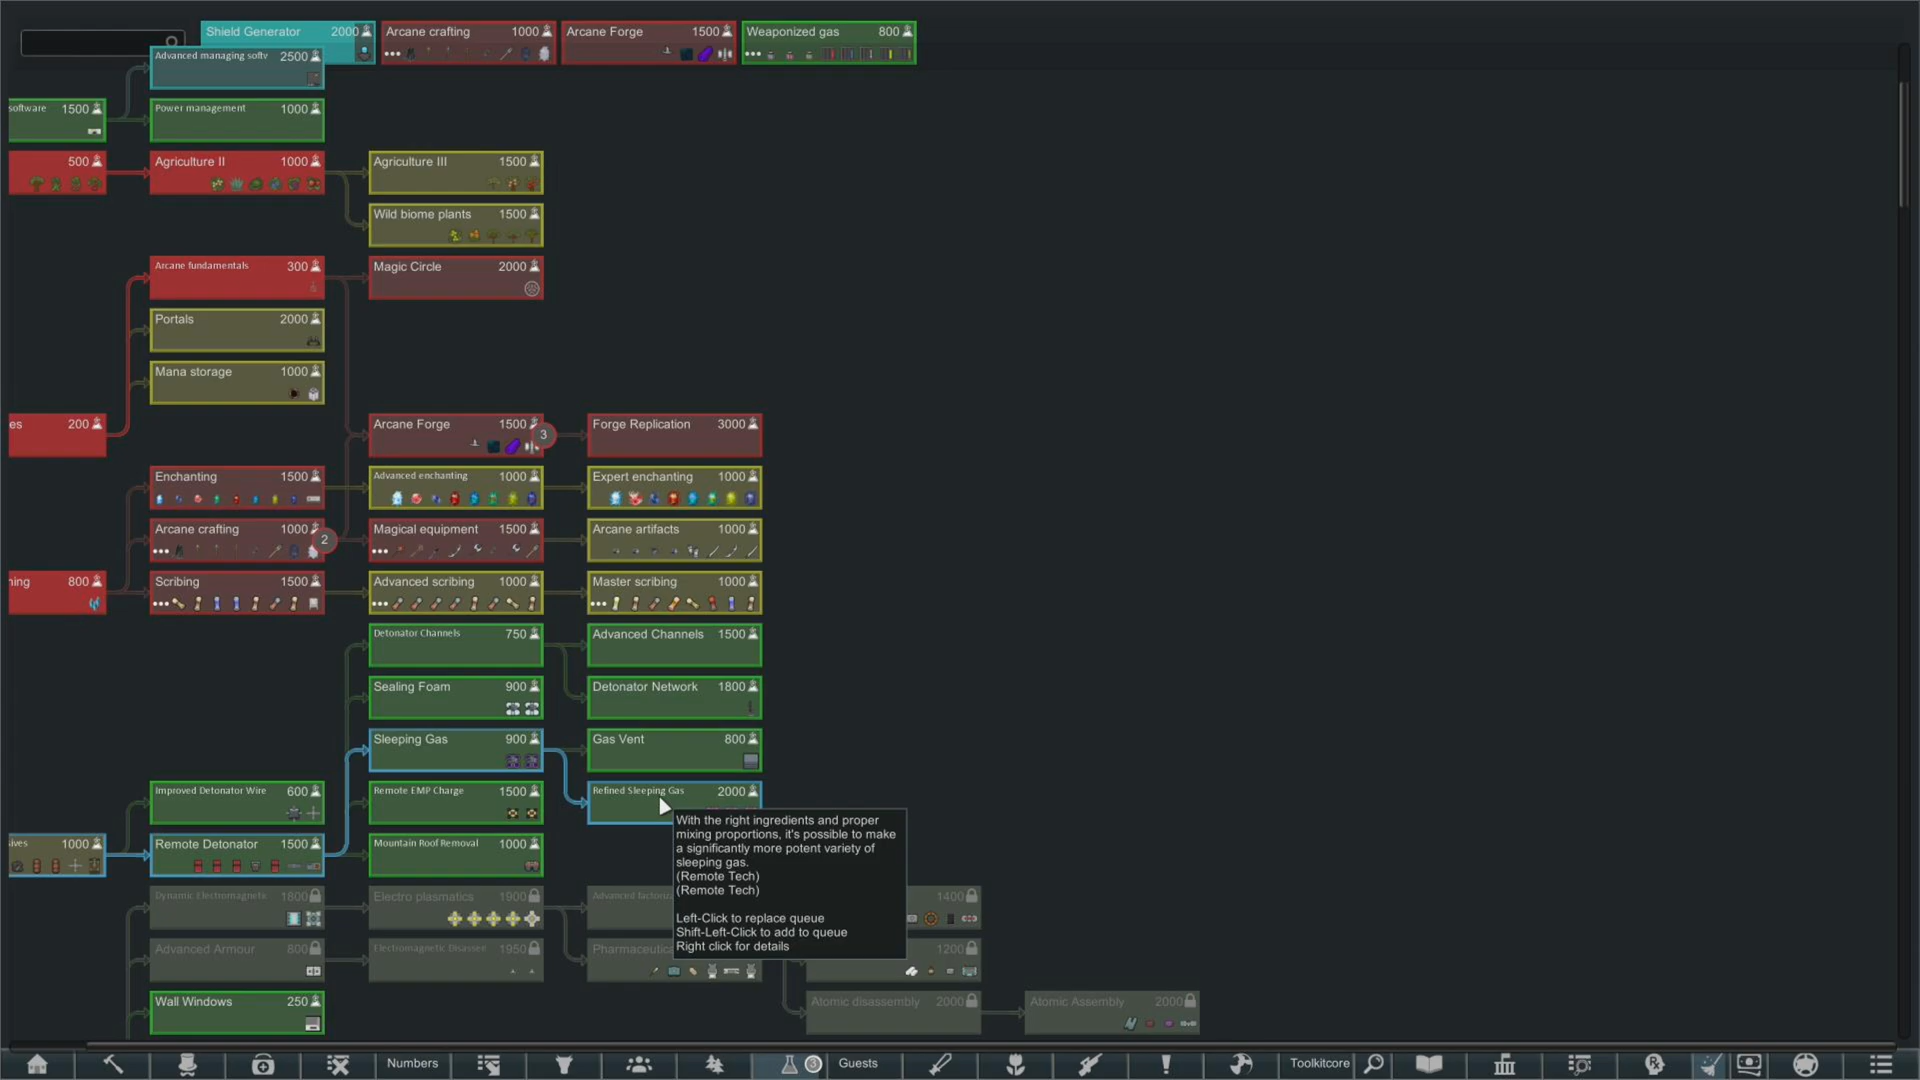 Shield Generator 2000
Arcane crafting 1000
Arcane Forge 1500
Weaponized gas 800
Advanced managing softv 2500
software 1500
Power management 1000
500
Agriculture II 1000
Agriculture III 1500
Wild biome plants 1500
Arcane fundamentals 300
Magic Circle 2000
Portals 2000
Mana storage 1000
es 200
Arcane Forge 1500
3
Forge Replication 3000
Enchanting 1500
Advanced enchanting 1000
Expert enchanting 1000
Arcane crafting 1000
2
Magical equipment 1500
Arcane artifacts 1000
ning 800
Scribing 1500
Advanced scribing 1000
Master scribing 1000
Detonator Channels 750
Advanced Channels 1500
Sealing Foam 900
Detonator Network 1800
Sleeping Gas 900
Gas Vent 800
Improved Detonator Wire 600
Remote EMP Charge 1500
Refined Sleeping Gas 2000
sives 1000
Remote Detonator 1500
Mountain Roof Removal 1000
With the right ingredients and proper
mixing proportions, it's possible to make
a significantly more potent variety of
sleeping gas.
(Remote Tech)
(Remote Tech)
Left-Click to replace queue
Shift-Left-Click to add to queue
Right click for details
Dynamic Electromagnetic 1800
Electro plasmatics 1900
Advanced factoriz
1400
Advanced Armour 800
Electromagnetic Disassee 1950
Pharmaceutica
1200
Wall Windows 250
Atomic disassembly 2000
Atomic Assembly 2000
Numbers
3
Guests
Toolkitcore